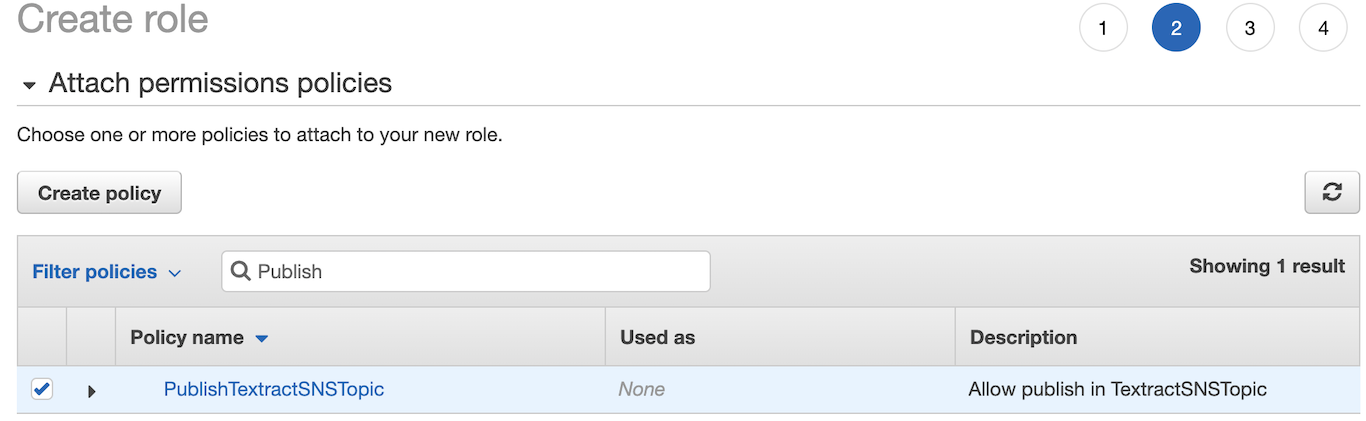 Create role
1 2 3 4
Attach permissions policies
Choose one or more policies to attach to your new role.
Create policy
Filter policies Publish Showing 1 result
Policy name Used as Description
PublishTextractSNSTopic None Allow publish in TextractSNSTopic